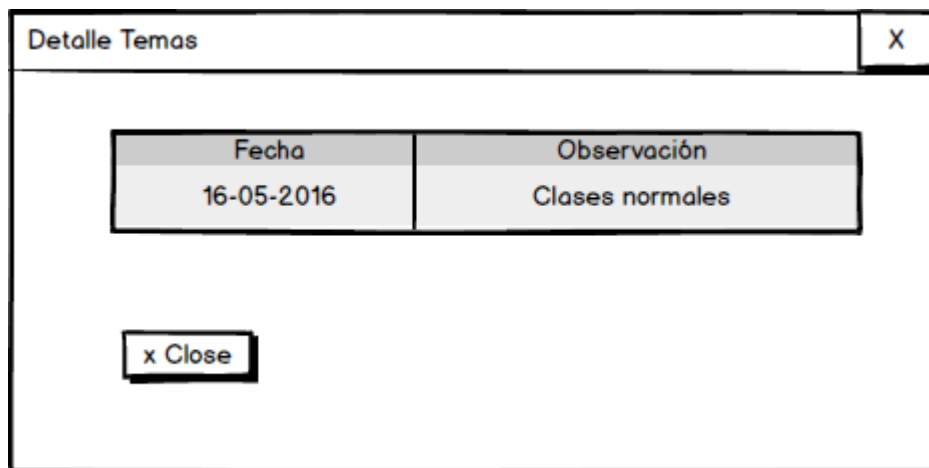 Detalle Temas X
Fecha Observación
16-05-2016 Clases normales
x Close